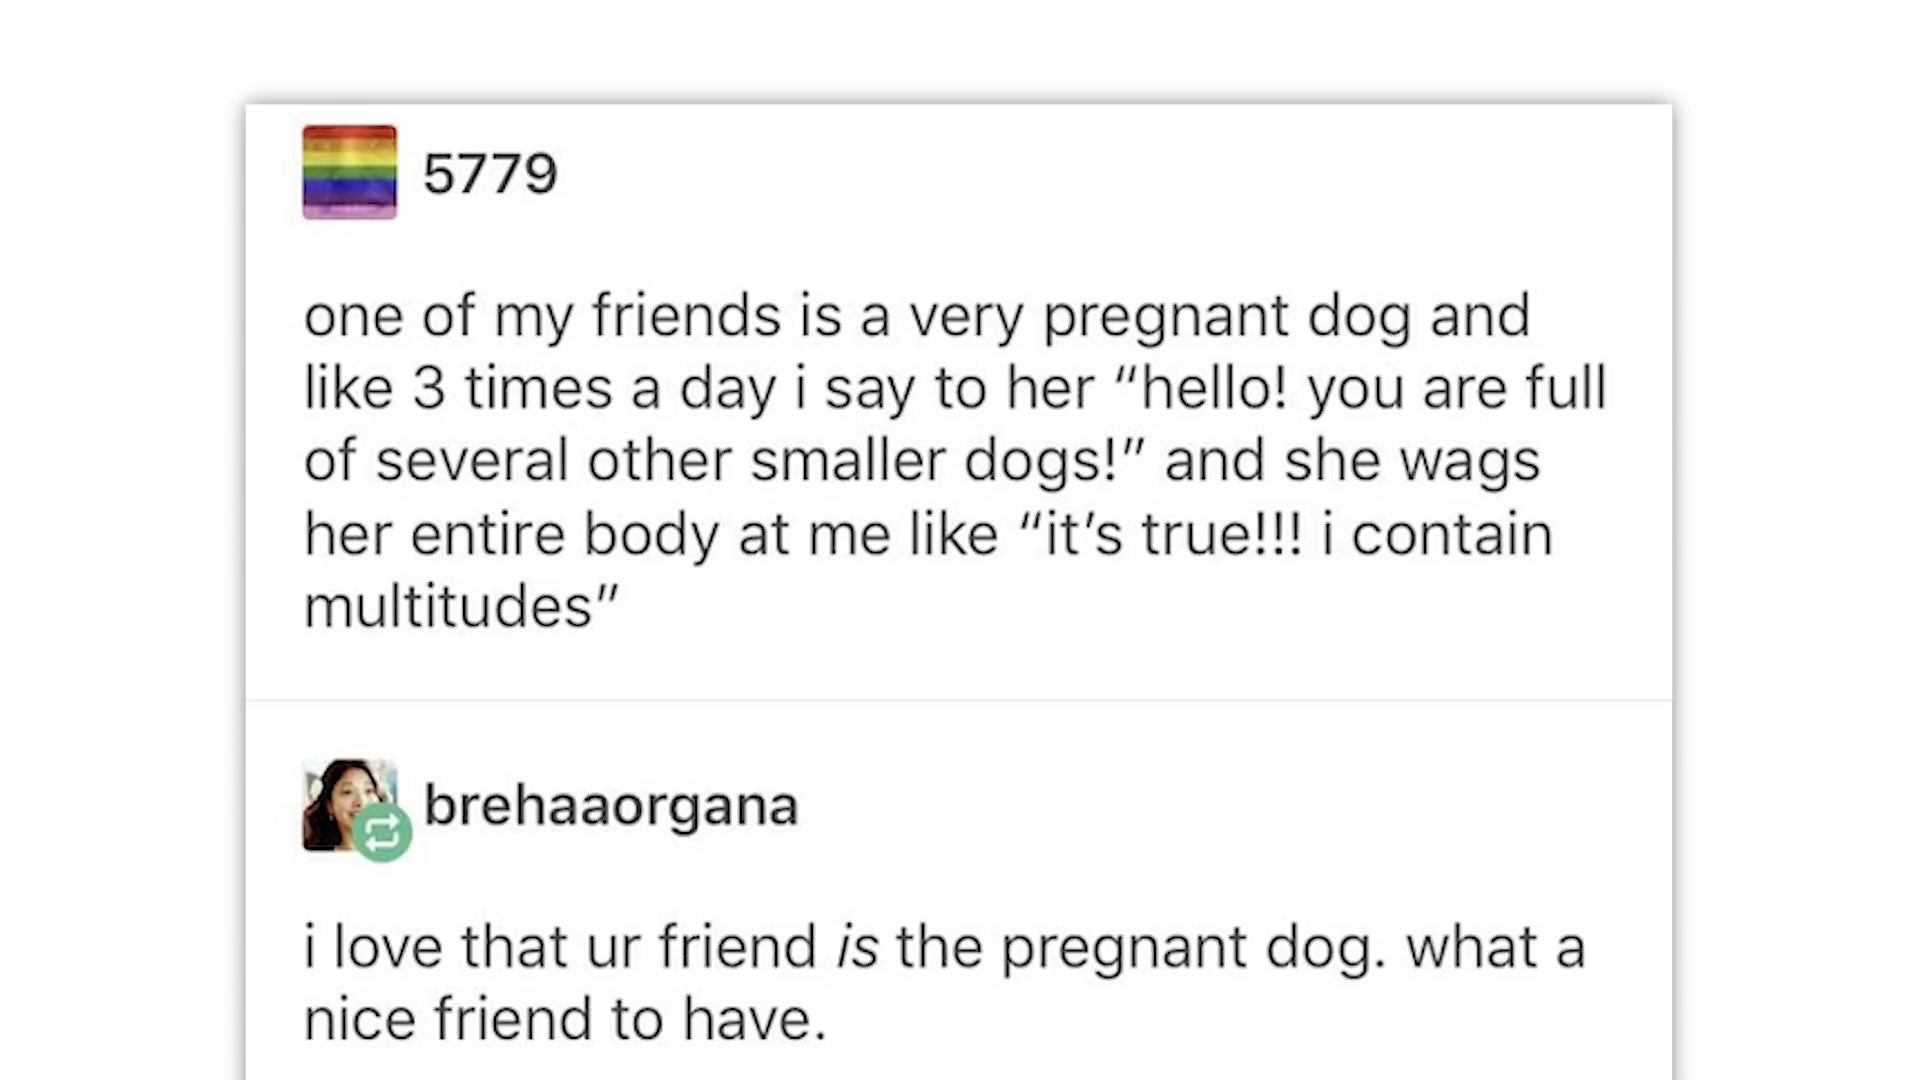 5779
one of my friends is a very pregnant dog and
like 3 times a day i say to her “hello! you are full
of several other smaller dogs!” and she wags
her entire body at me like “it’s true!!! i contain
multitudes”
brehaaorgana
i love that ur friend is the pregnant dog. what a
nice friend to have.